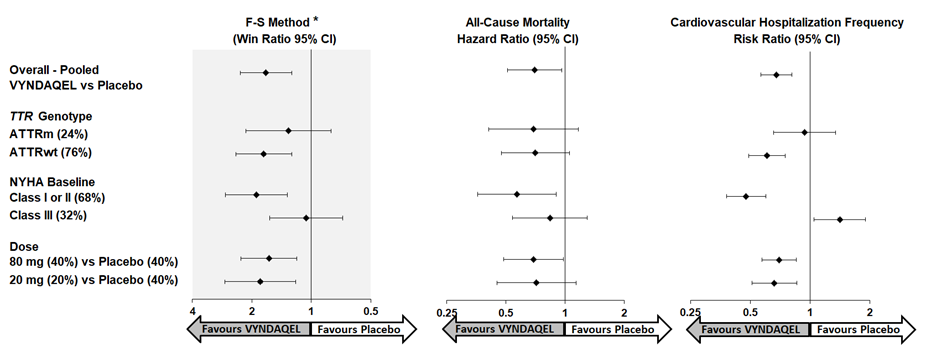 F-S Method *
(Win Ratio 95% CI)
All-Cause Mortality
Hazard Ratio (95% CI)
Cardiovascular Hospitalization Frequency
Risk Ratio (95% CI)
Overall - Pooled
VYNDAQEL vs Placebo
TTR Genotype
ATTRm (24%)
ATTRwt (76%)
NYHA Baseline
Class I or II (68%)
Class III (32%)
Dose
80 mg (40%) vs Placebo (40%)
20 mg (20%) vs Placebo (40%)
4 2 1 0.5
0.25 0.5 1 2
0.25 0.5 1 2
Favours VYNDAQEL Favours Placebo
Favours VYNDAQEL Favours Placebo
Favours VYNDAQEL Favours Placebo